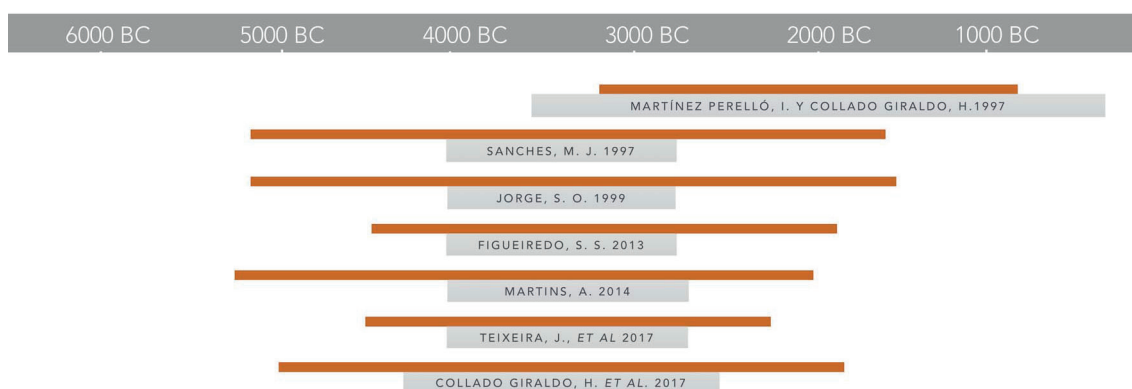 6000 BC 5000 BC 4000 BC 3000 BC 2000 BC 1000 BC
MARTÍNEZ PERELLÓ, I. Y COLLADO GIRALDO, H.1997
SANCHES, M. J. 1997
JORGE, S. O. 1999
FIGUEIREDO, S. S. 2013
MARTINS, A. 2014
TEIXEIRA, J., ET AL 2017
COLLADO GIRALDO, H. ET AL. 2017